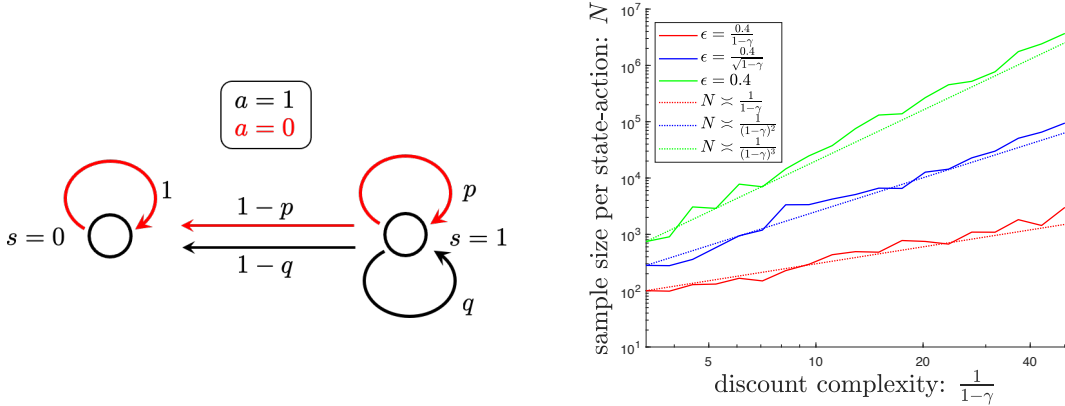 a = 1
a = 0
1
s = 0
1 − p
1 − q
p
s = 1
q
sample size per state-action: N
10^7
10^6
10^5
10^4
10^3
10^2
10^1
ϵ = 0.4/(1−γ)
ϵ = 0.4/√(1−γ)
ϵ = 0.4
N ≍ 1/(1−γ)
N ≍ 1/(1−γ)^2
N ≍ 1/(1−γ)^3
5
10
20
40
discount complexity: 1/(1−γ)